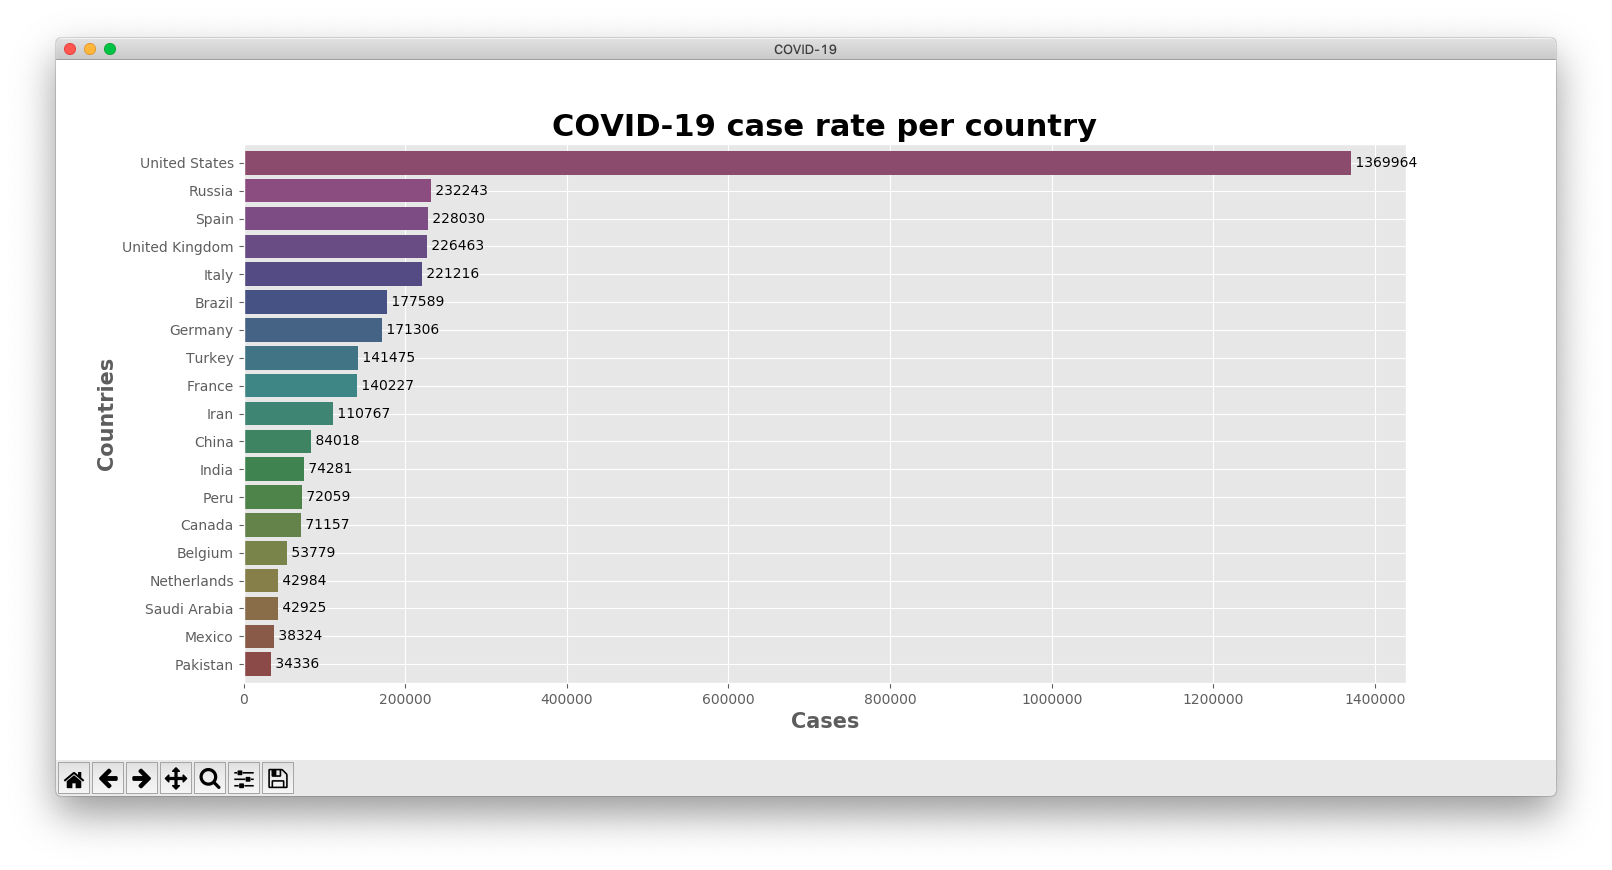 COVID-19
COVID-19 case rate per country
United States 1369964
Russia 232243
Spain 228030
United Kingdom 226463
Italy 221216
Brazil 177589
Germany 171306
Turkey 141475
France 140227
Iran 110767
China 84018
India 74281
Peru 72059
Canada 71157
Belgium 53779
Netherlands 42984
Saudi Arabia 42925
Mexico 38324
Pakistan 34336
Countries
0 200000 400000 600000 800000 1000000 1200000 1400000
Cases